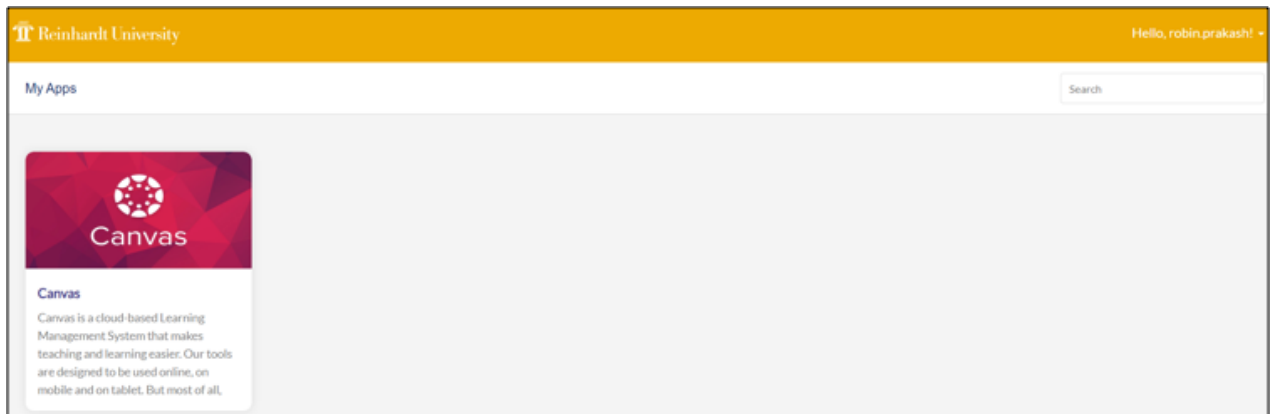 Reinhardt University
Hello, robin.prakash!
My Apps
Search
Canvas
Canvas
Canvas is a cloud-based Learning
Management System that makes
teaching and learning easier. Our tools
are designed to be used online, on
mobile and on tablet. But most of all,